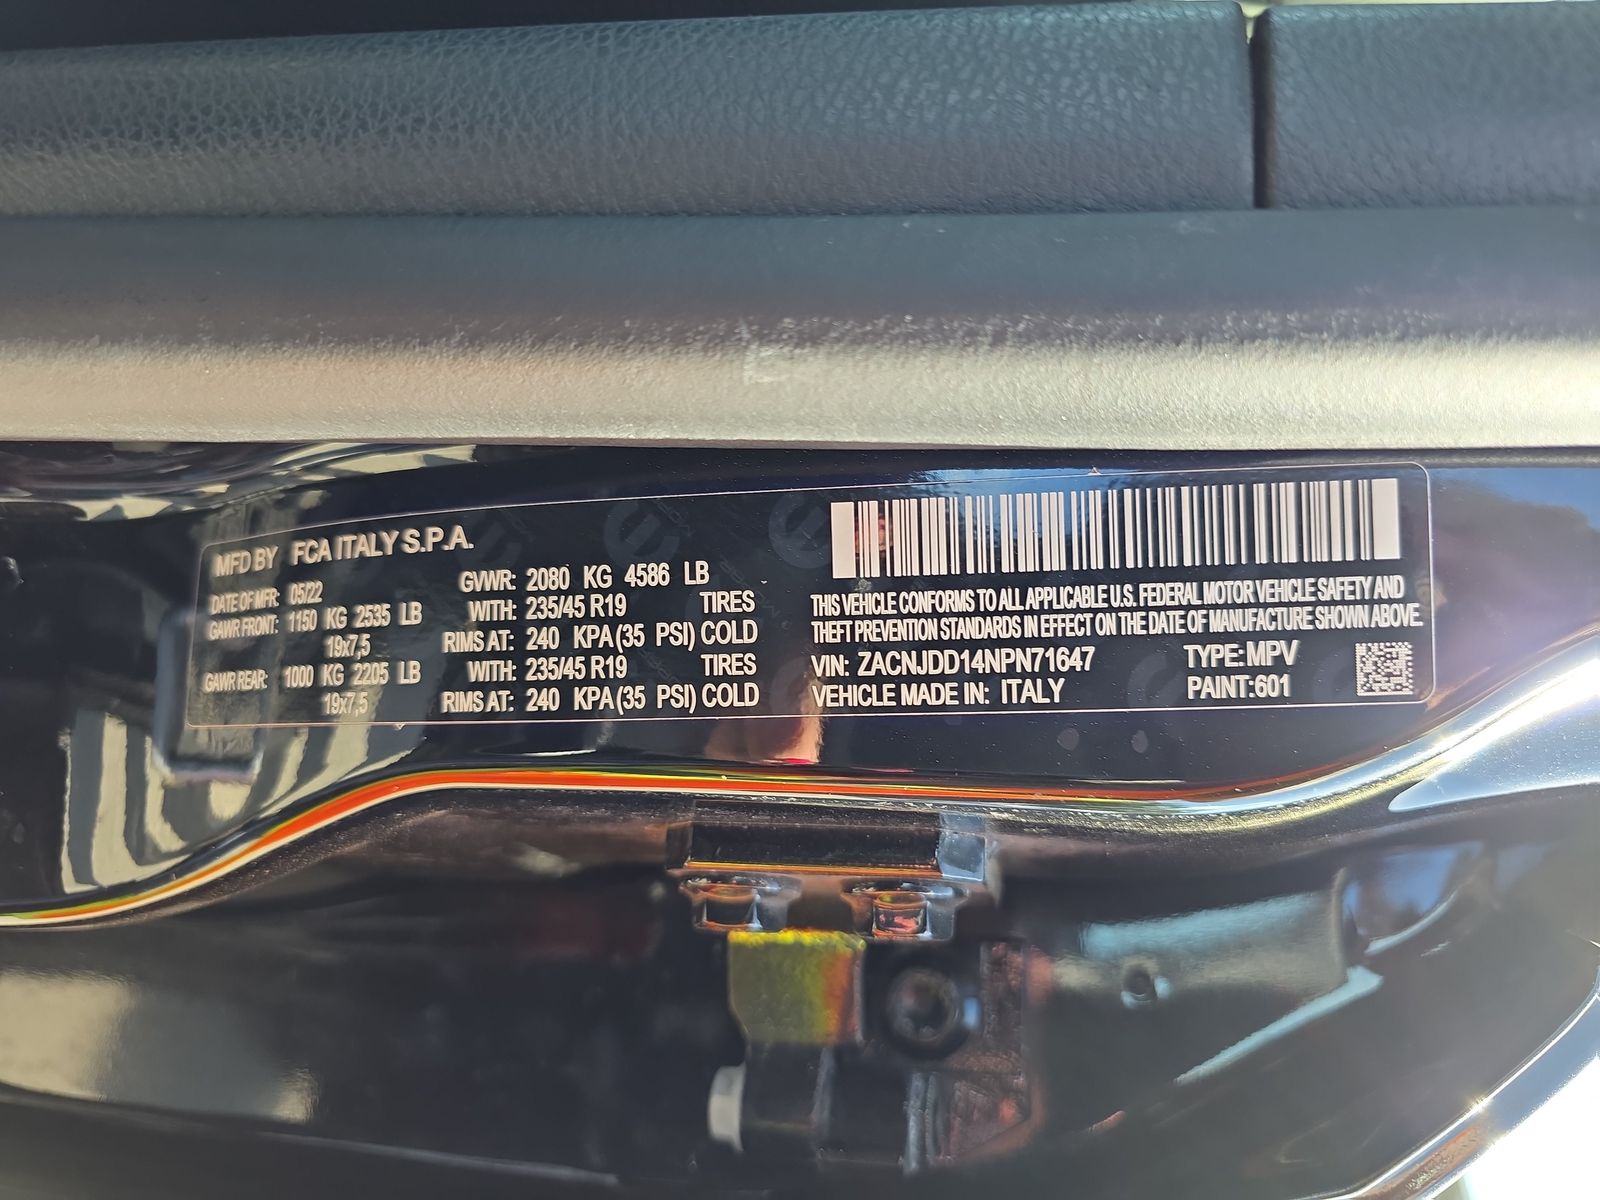 MFD BY FCA ITALY S.P.A.
DATE OF MFR: 05/22 GVWR: 2080 KG 4586 LB
GAWR FRONT: 1150 KG 2535 LB WITH: 235/45 R19 TIRES
19x7,5 RIMS AT: 240 KPA (35 PSI) COLD
GAWR REAR: 1000 KG 2205 LB WITH: 235/45 R19 TIRES
19x7,5 RIMS AT: 240 KPA (35 PSI) COLD
THIS VEHICLE CONFORMS TO ALL APPLICABLE U.S. FEDERAL MOTOR VEHICLE SAFETY AND
THEFT PREVENTION STANDARDS IN EFFECT ON THE DATE OF MANUFACTURE SHOWN ABOVE.
VIN: ZACNJDD14NPN71647 TYPE: MPV
VEHICLE MADE IN: ITALY PAINT: 601